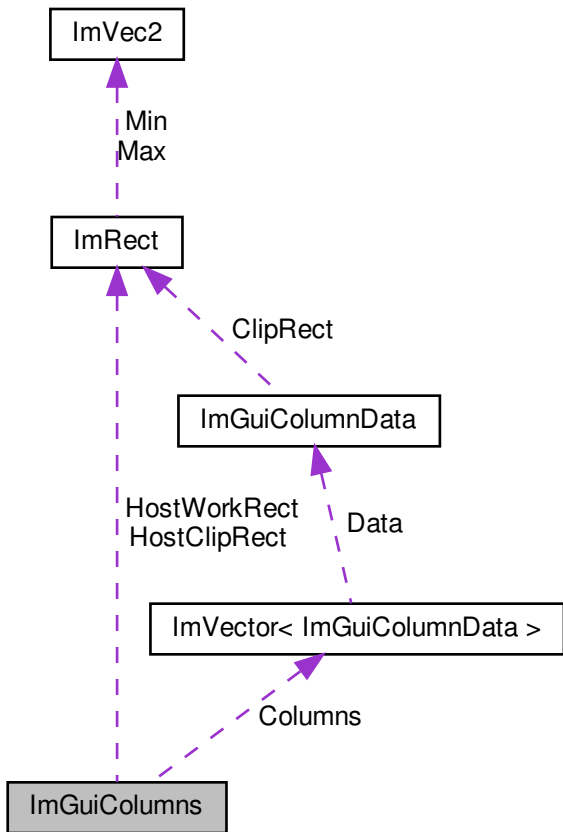 ImVec2
Min
Max
ImRect
ClipRect
ImGuiColumnData
HostWorkRect
HostClipRect
Data
ImVector< ImGuiColumnData >
Columns
ImGuiColumns